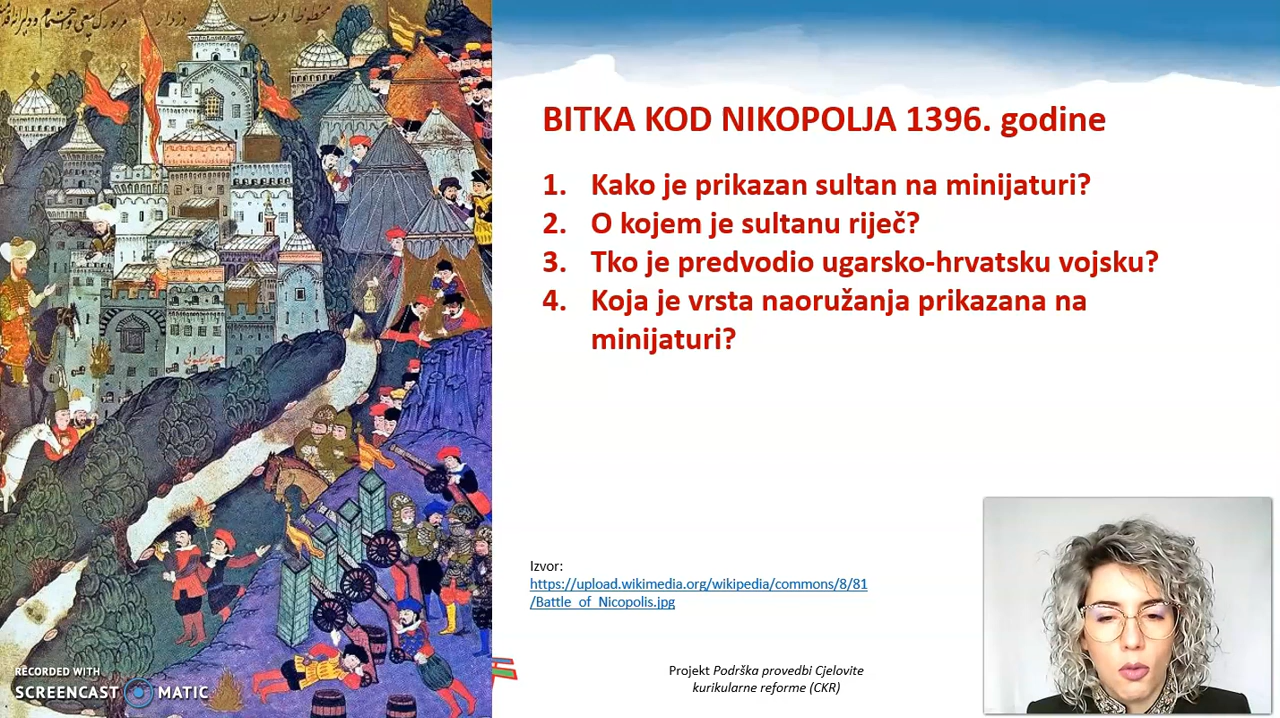 BITKA KOD NIKOPOLJA 1396. godine
1. Kako je prikazan sultan na minijaturi?
2. O kojem je sultanu riječ?
3. Tko je predvodio ugarsko-hrvatsku vojsku?
4. Koja je vrsta naoružanja prikazana na
minijaturi?
Izvor:
https://upload.wikimedia.org/wikipedia/commons/8/81
/Battle_of_Nicopolis.jpg
Projekt Podrška provedbi Cjelovite
kurikularne reforme (CKR)
RECORDED WITH
SCREENCAST MATIC